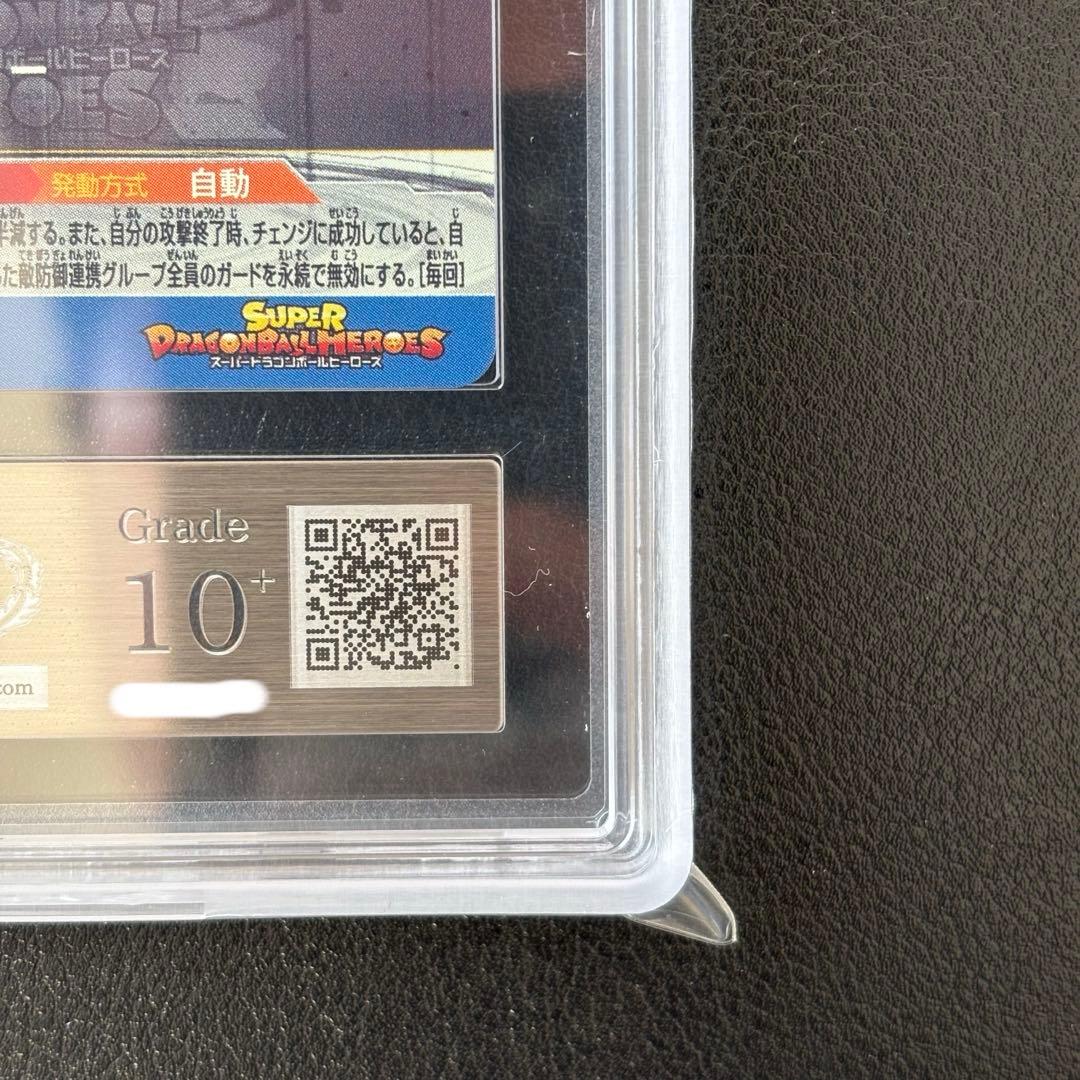 NBALL
ボールヒーローズ
OES
発動方式 自動
半減する。また、自分の攻撃終了時、チェンジに成功していると、自
た敵防御連携グループ全員のガードを永続で無効にする。[毎回]
SUPER
DRAGONBALL HEROES
スーパードラゴンボールヒーローズ
Grade
10+
com